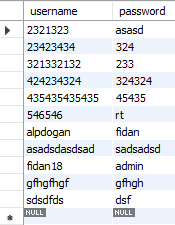 username password
2321323 asasd
23423434 324
321332132 233
424234324 324324
435435435435 45435
546546 rt
alpdogan fidan
asadsdasdsad sadsadsd
fidan18 admin
gfhgfhgf gfhgh
sdsdfds dsf
NULL NULL